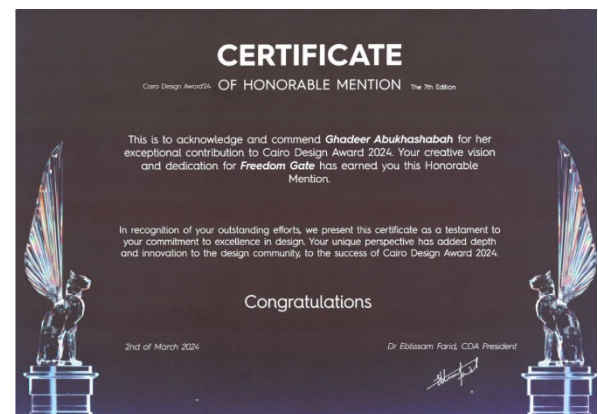 CERTIFICATE
Cairo Design Award'24 OF HONORABLE MENTION The 7th Edition
This is to acknowledge and commend Ghadeer Abukhashabah for her
exceptional contribution to Cairo Design Award 2024. Your creative vision
and dedication for Freedom Gate has earned you this Honorable
Mention.
In recognition of your outstanding efforts, we present this certificate as a testament to
your commitment to excellence in design. Your unique perspective has added depth
and innovation to the design community, to the success of Cairo Design Award 2024.
Congratulations
2nd of March 2024
Dr Ebtissam Farid, CDA President